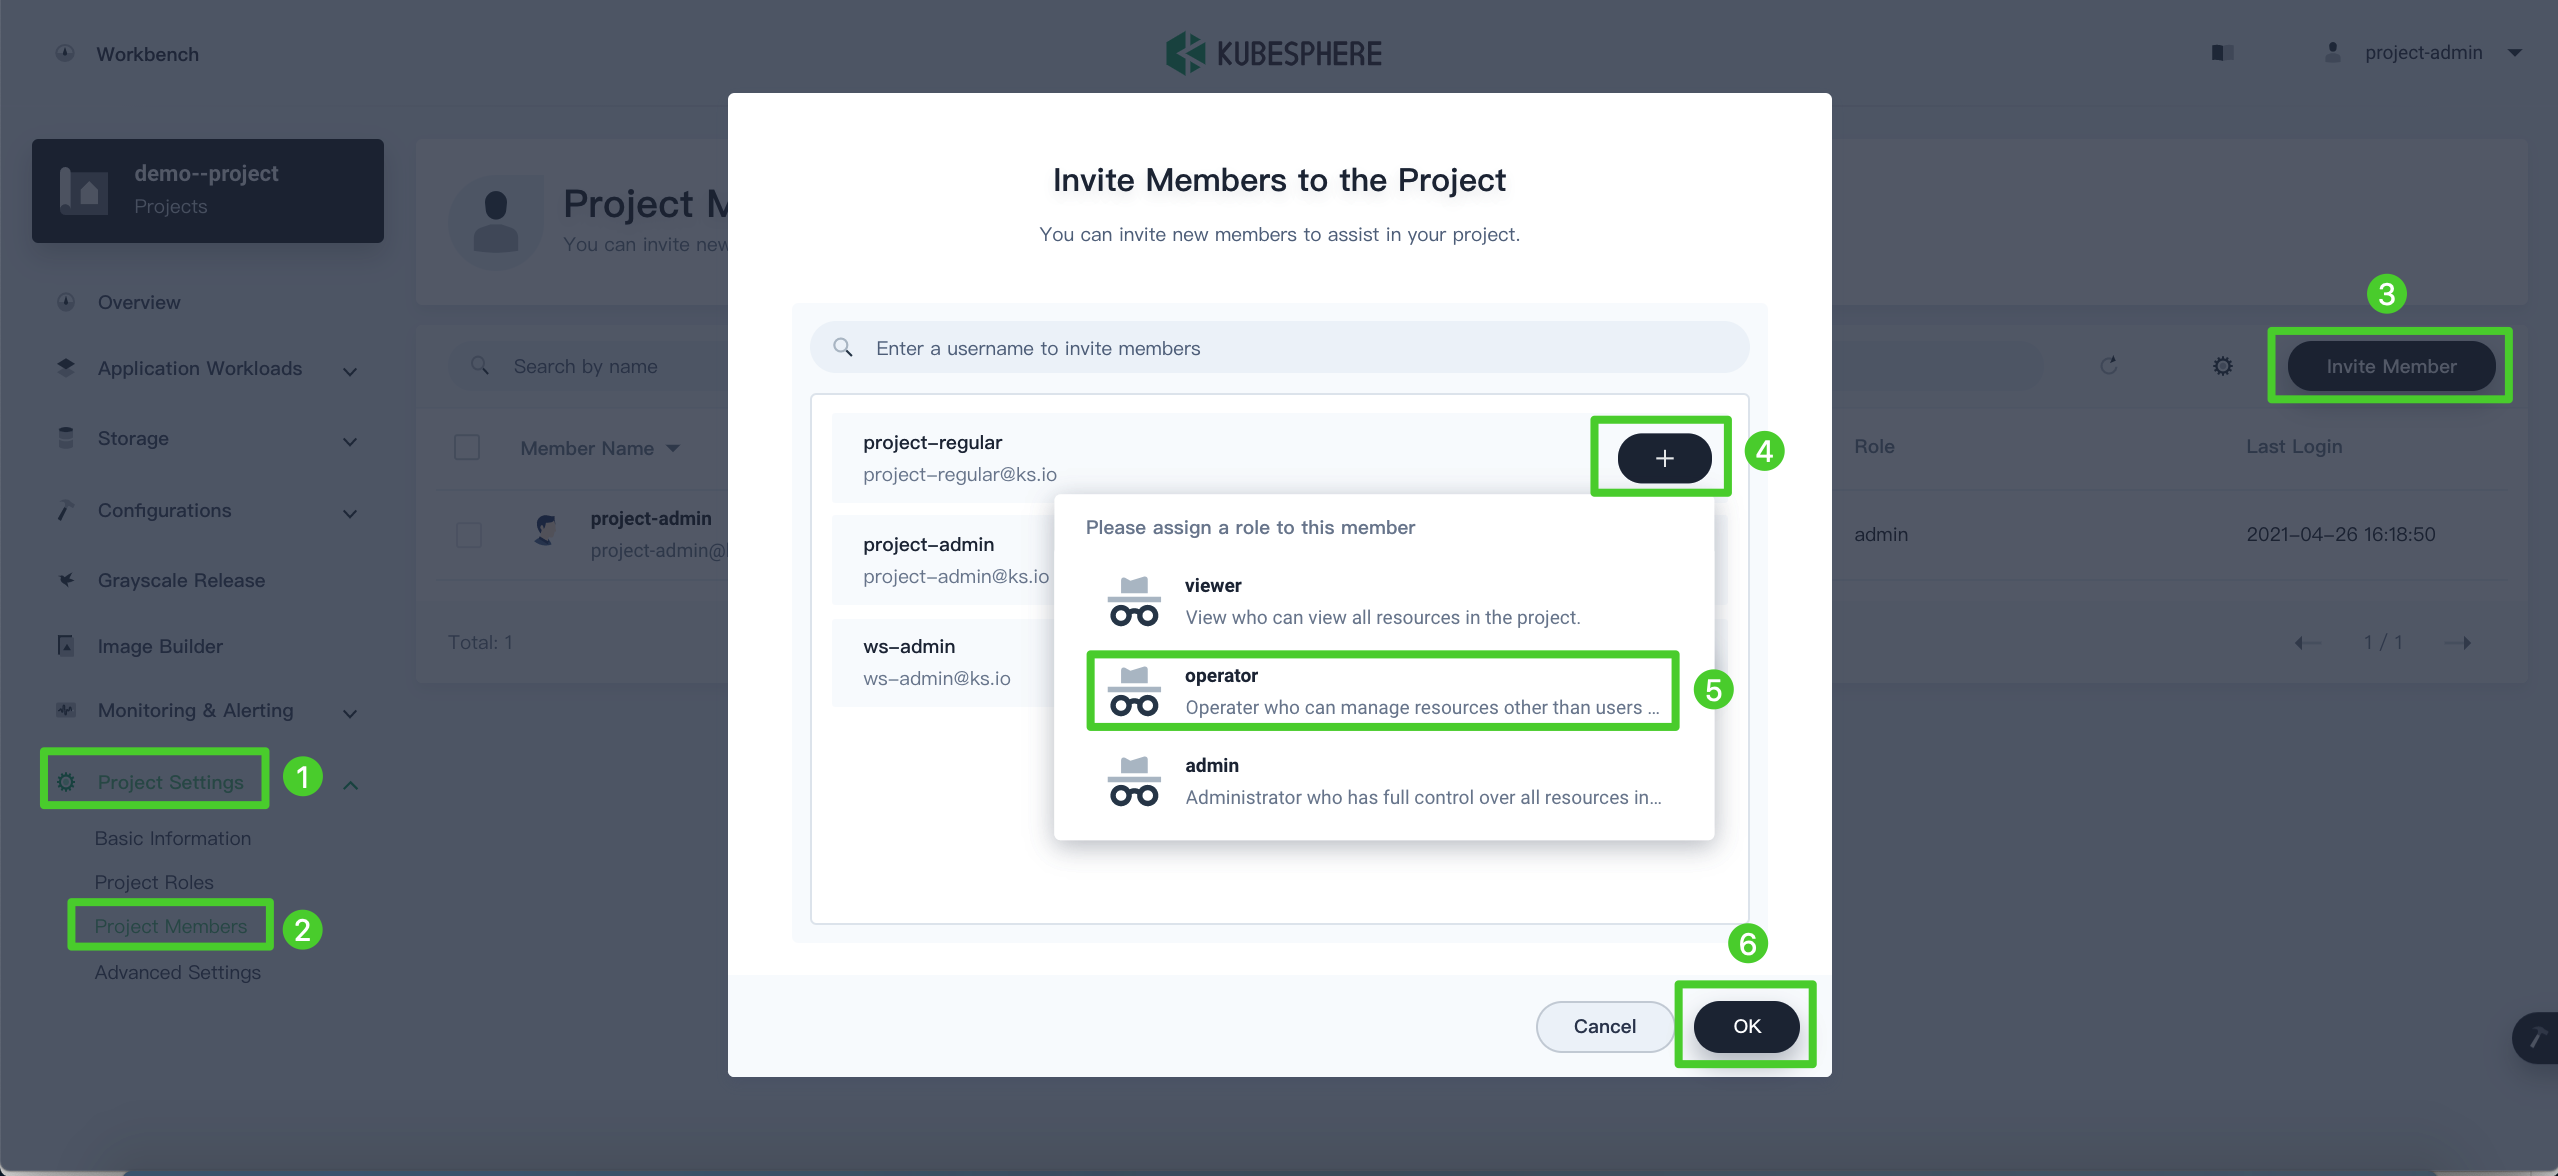 Workbench
KUBESPHERE
project-admin
demo--project
Projects
Overview
Application Workloads
Storage
Configurations
Grayscale Release
Image Builder
Monitoring & Alerting
Project Settings
1
Basic Information
Project Roles
Project Members
2
Advanced Settings
Project M
You can invite new
Search by name
Member Name
project-admin
project-admin@
Total: 1
3
Invite Member
Role
Last Login
admin
2021-04-26 16:18:50
1 / 1
Invite Members to the Project
You can invite new members to assist in your project.
Enter a username to invite members
project-regular
project-regular@ks.io
+
4
project-admin
project-admin@ks.io
ws-admin
ws-admin@ks.io
Please assign a role to this member
viewer
View who can view all resources in the project.
operator
Operater who can manage resources other than users ...
5
admin
Administrator who has full control over all resources in...
6
Cancel
OK